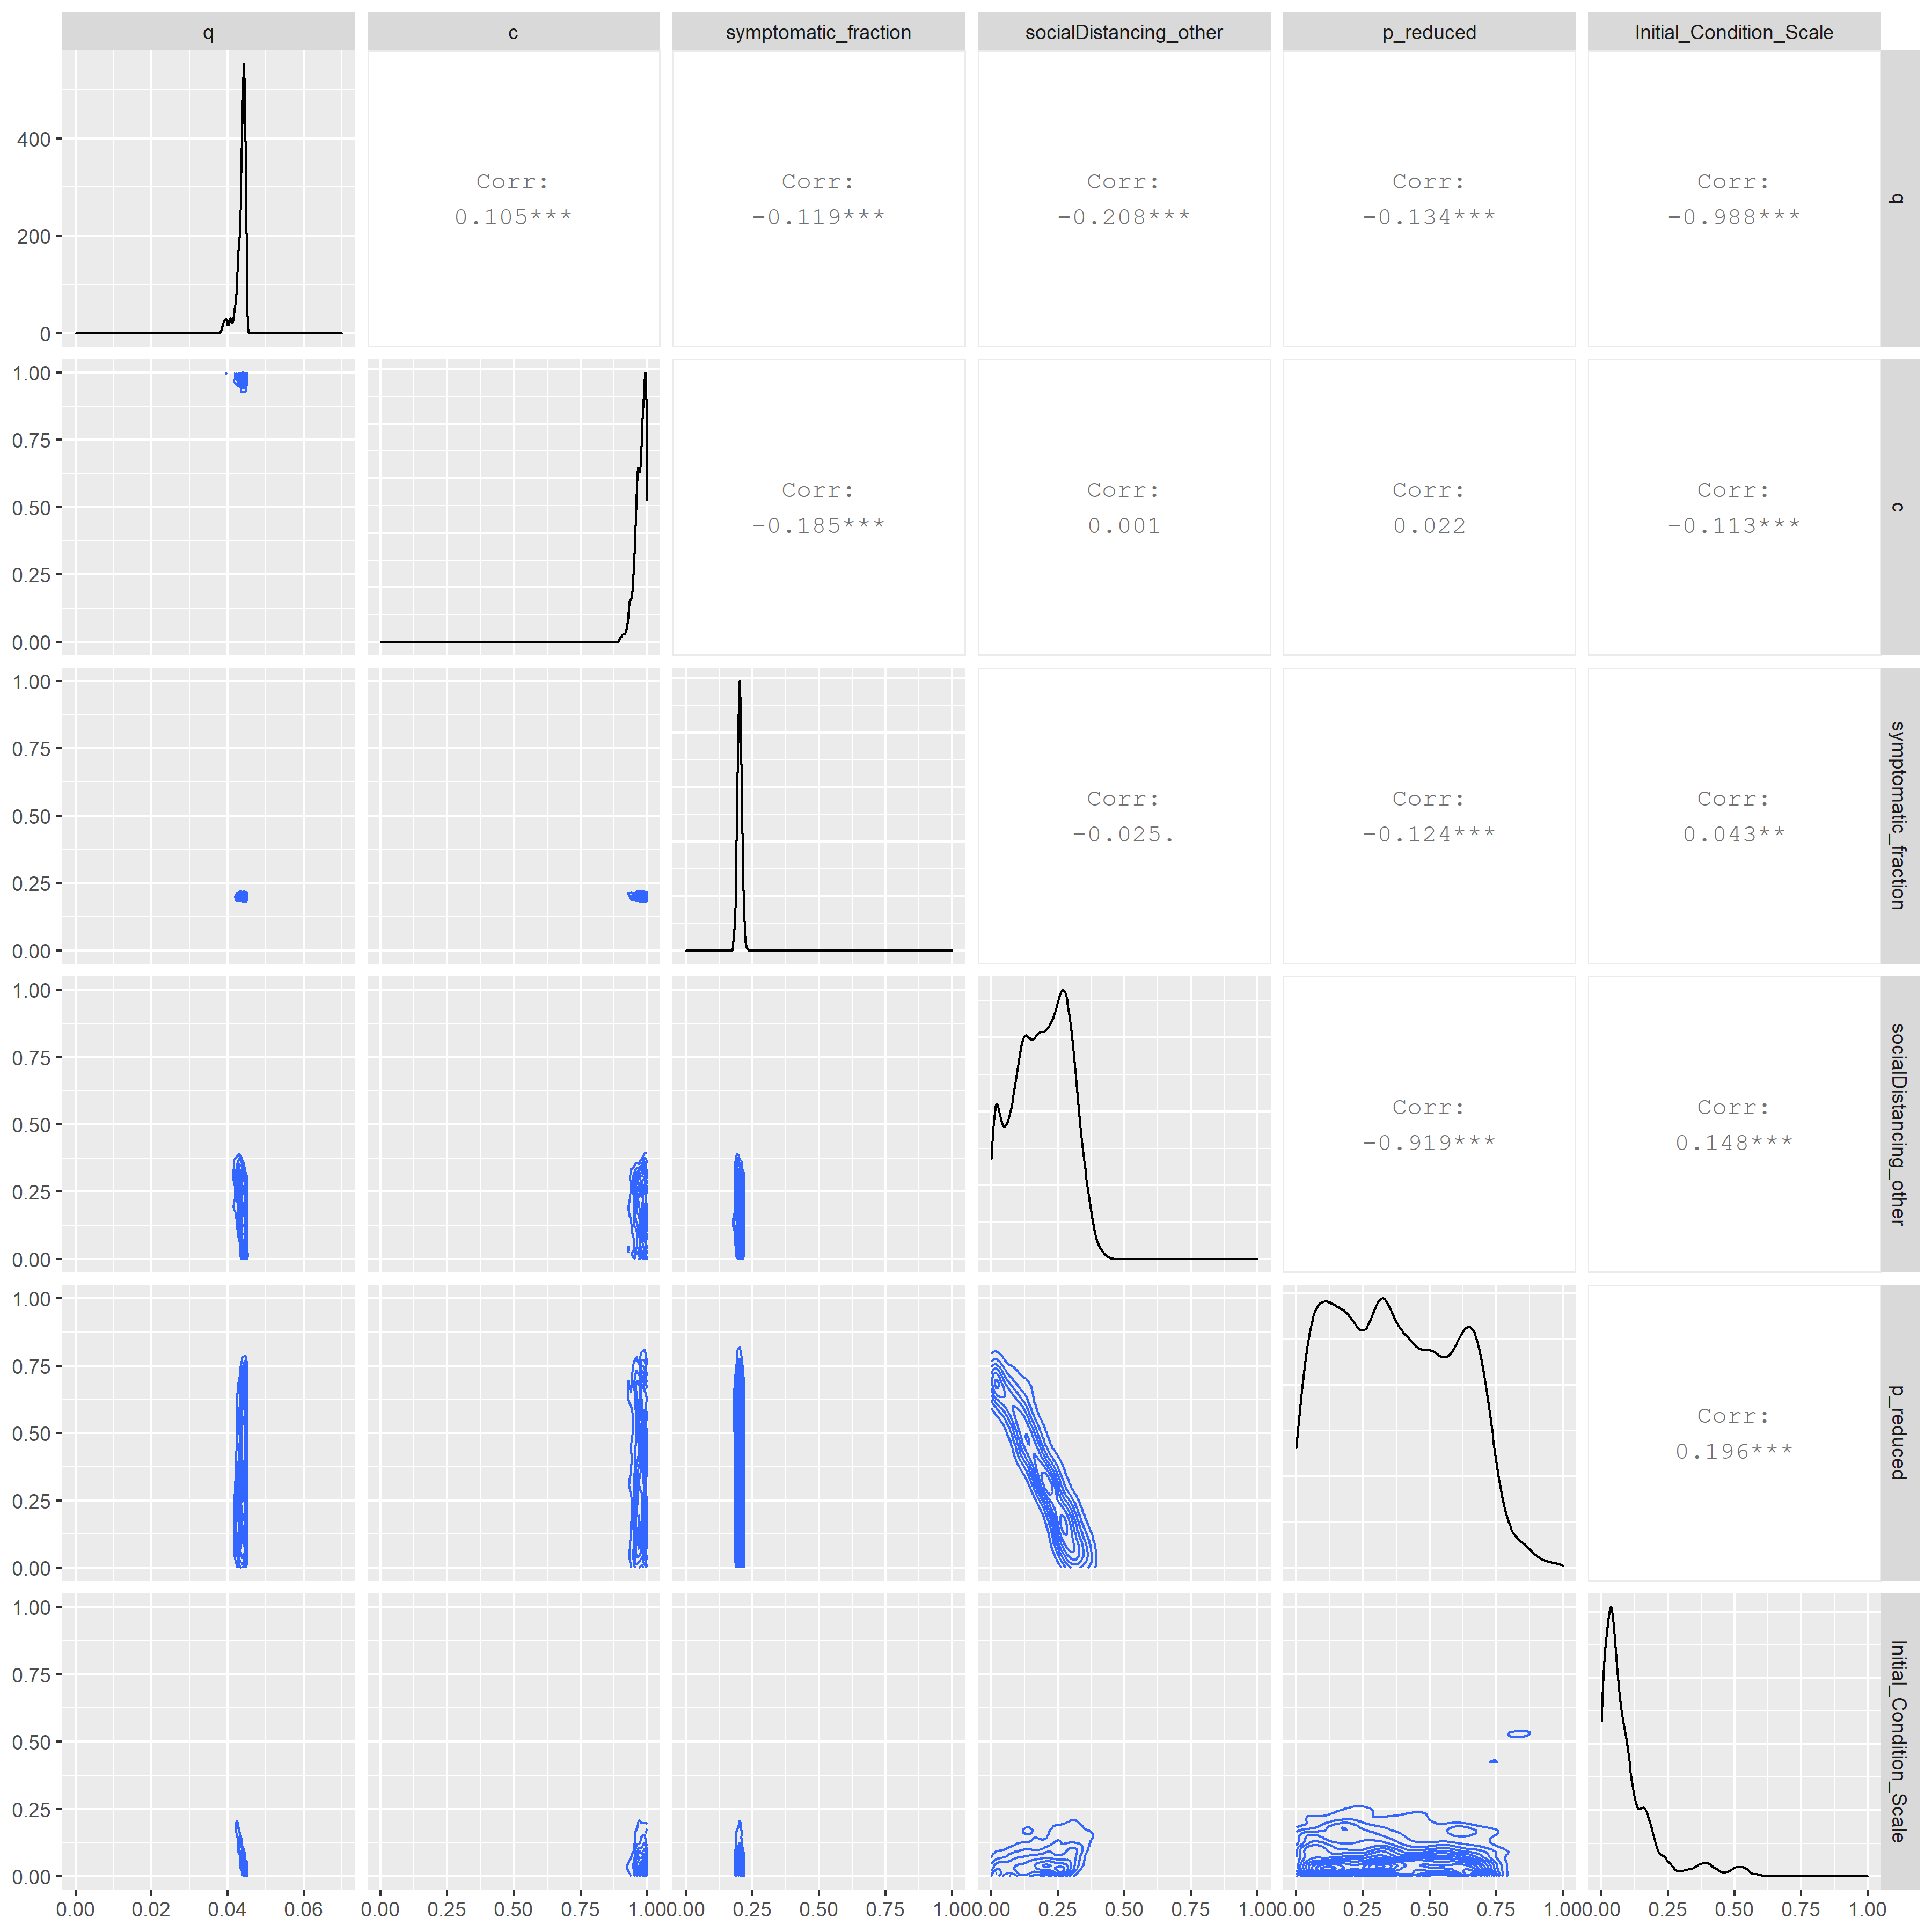 q c symptomatic_fraction socialDistancing_other p_reduced Initial_Condition_Scale
400
200
0
Corr:
0.105***
Corr:
-0.119***
Corr:
-0.208***
Corr:
-0.134***
Corr:
-0.988***
q
1.00
0.75
0.50
0.25
0.00
Corr:
-0.185***
Corr:
0.001
Corr:
0.022
Corr:
-0.113***
c
1.00
0.75
0.50
0.25
0.00
Corr:
-0.025.
Corr:
-0.124***
Corr:
0.043**
symptomatic_fraction
1.00
0.75
0.50
0.25
0.00
Corr:
-0.919***
Corr:
0.148***
socialDistancing_other
1.00
0.75
0.50
0.25
0.00
Corr:
0.196***
p_reduced
1.00
0.75
0.50
0.25
0.00
Initial_Condition_Scale
0.00 0.02 0.04 0.06 0.00 0.25 0.50 0.75 1.00 0.00 0.25 0.50 0.75 1.00 0.00 0.25 0.50 0.75 1.00 0.00 0.25 0.50 0.75 1.00 0.00 0.25 0.50 0.75 1.00